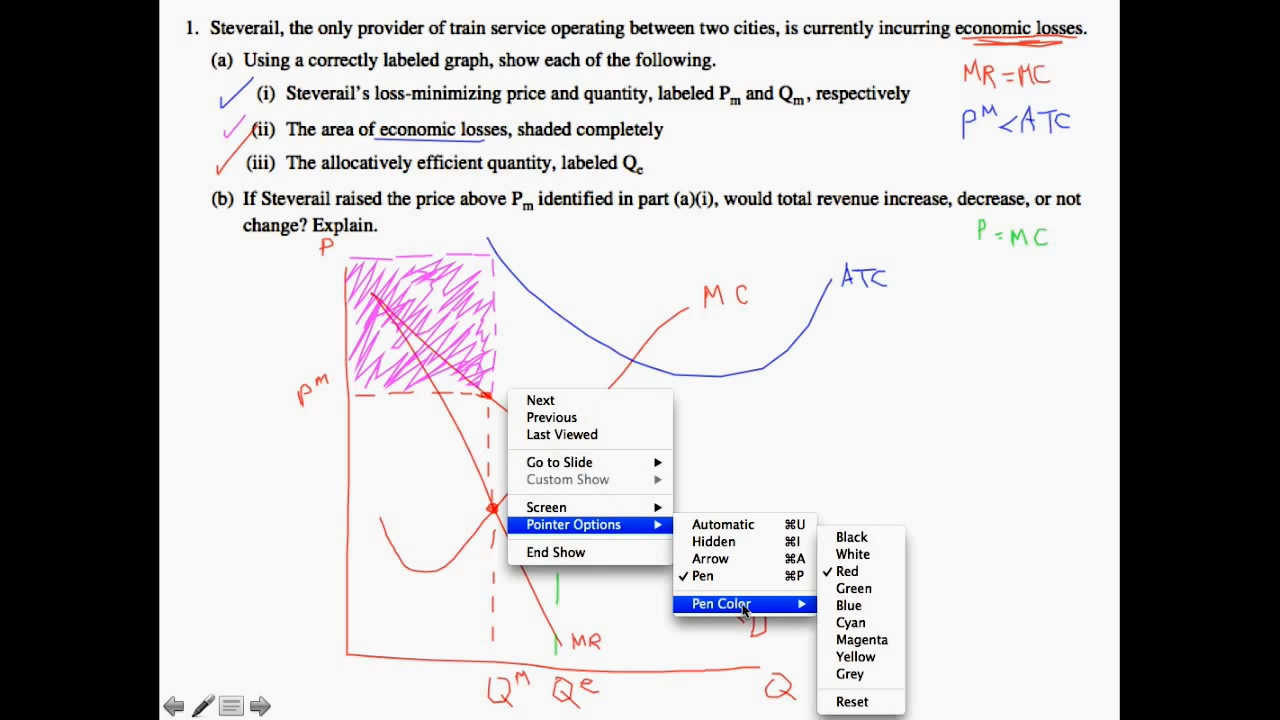 1. Steverail, the only provider of train service operating between two cities, is currently incurring economic losses.
(a) Using a correctly labeled graph, show each of the following.
MR = MC
(i) Steverail's loss-minimizing price and quantity, labeled Pm and Qm, respectively
PM < ATC
(ii) The area of economic losses, shaded completely
(iii) The allocatively efficient quantity, labeled Qe
(b) If Steverail raised the price above Pm identified in part (a)(i), would total revenue increase, decrease, or not
change? Explain.
P = MC
P
ATC
MC
PM
Next
Previous
Last Viewed
Go to Slide
Custom Show
Screen
Pointer Options
End Show
Automatic ⌘U
Hidden ⌘I
Arrow ⌘A
✓ Pen ⌘P
Pen Color
Black
White
✓ Red
Green
Blue
Cyan
Magenta
Yellow
Grey
Reset
D
MR
QM
Qe
Q